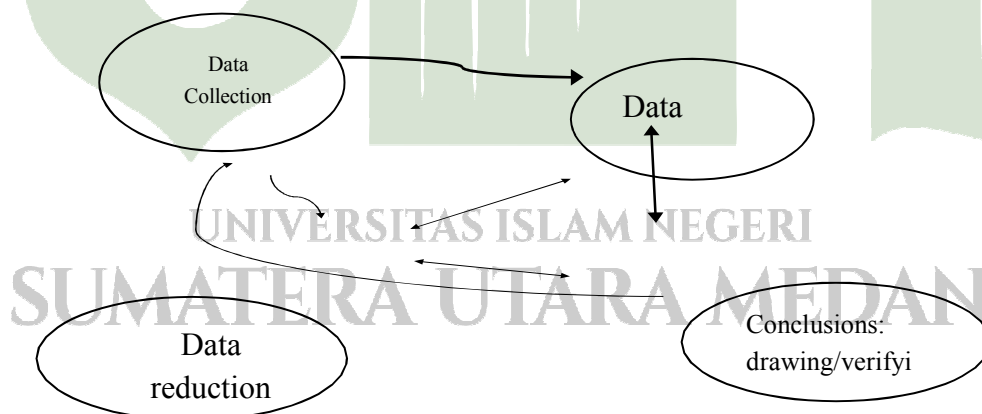 Data
Collection
Data
UNIVERSITAS ISLAM NEGERI
SUMATERA UTARA MEDAN
Data
reduction
Conclusions:
drawing/verifyi